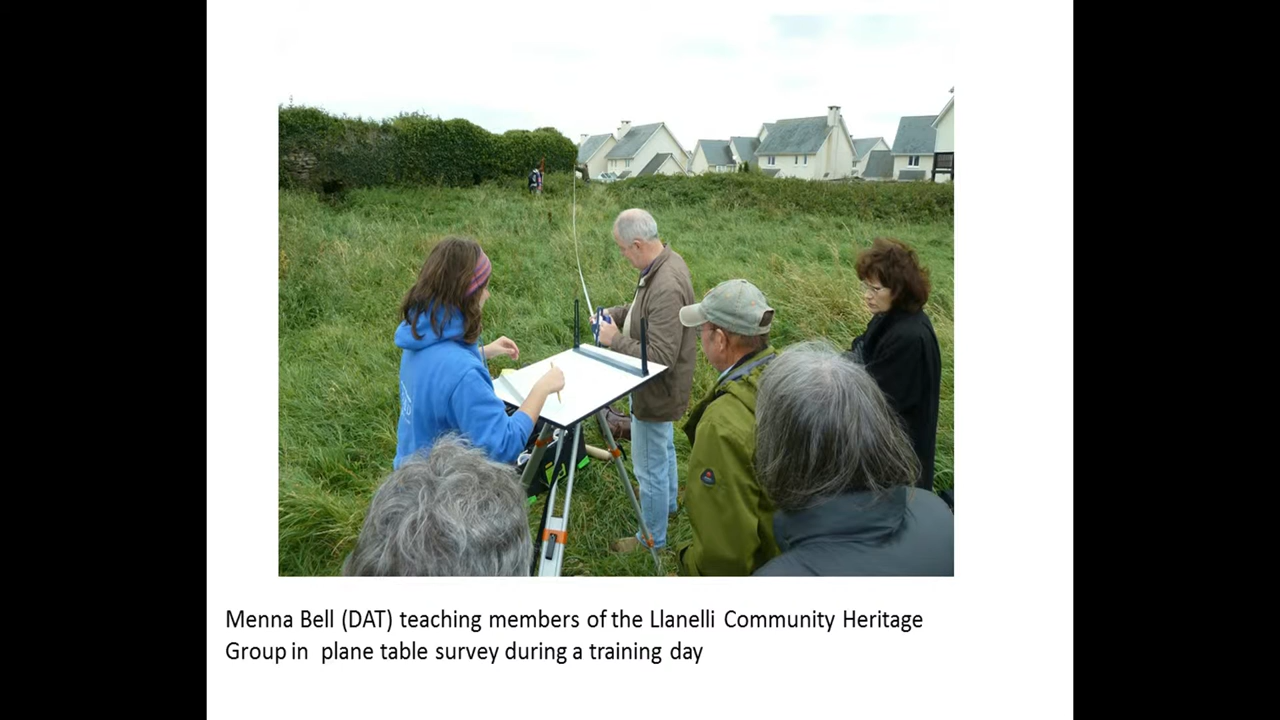 Menna Bell (DAT) teaching members of the Llanelli Community Heritage
Group in plane table survey during a training day